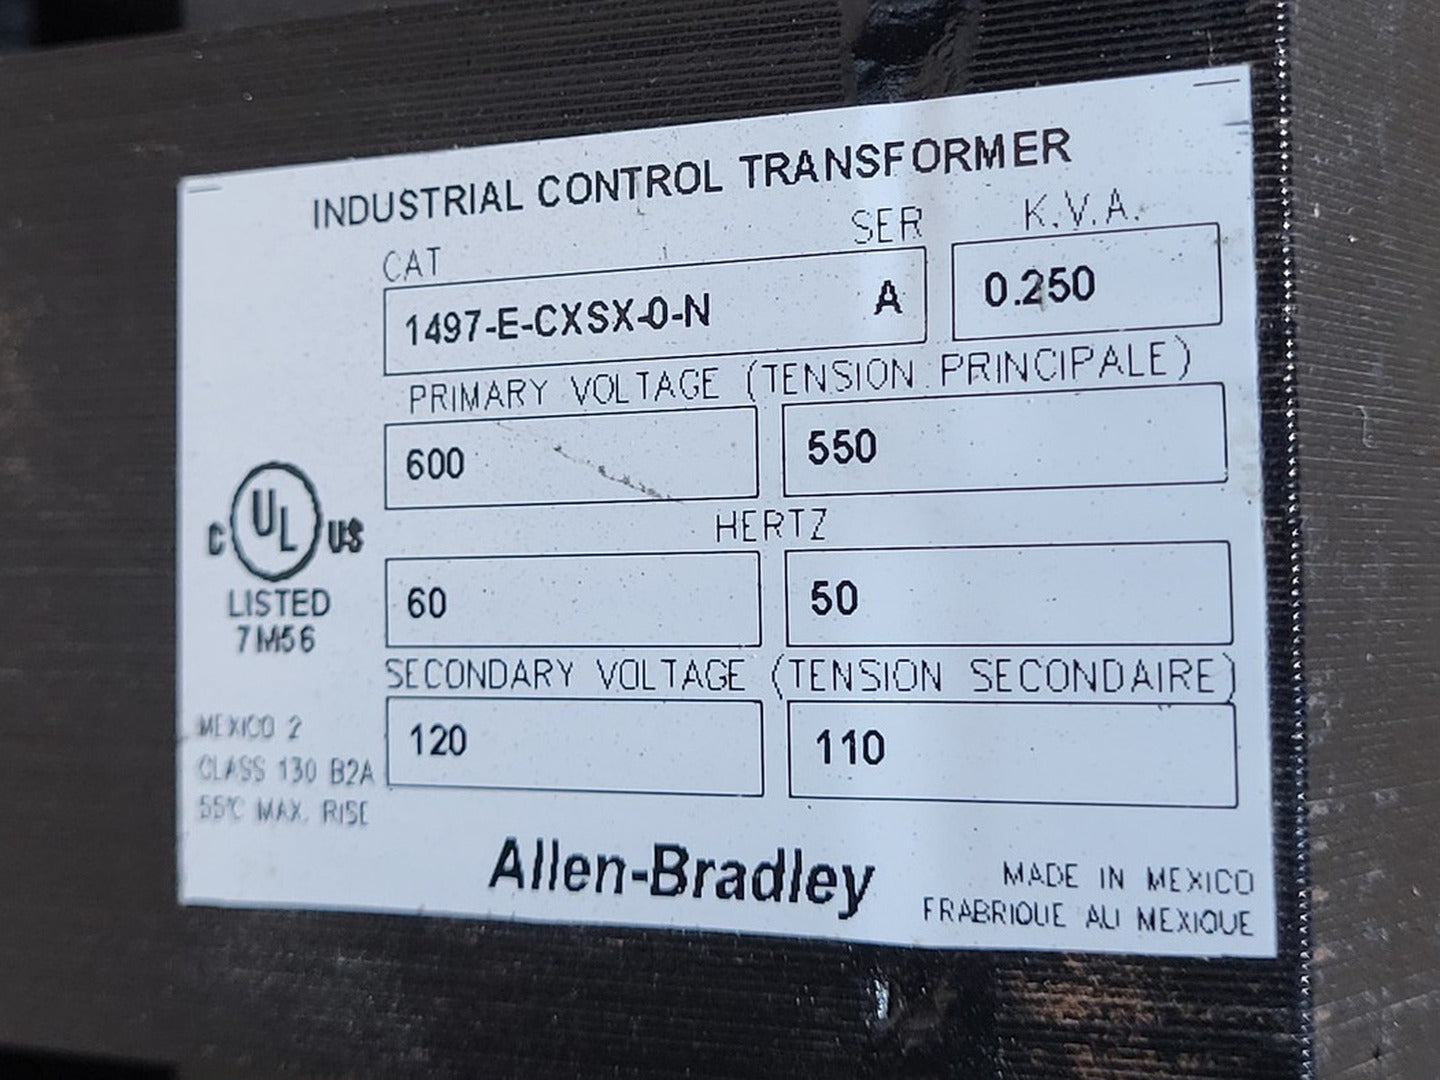 INDUSTRIAL CONTROL TRANSFORMER
CAT SER K.V.A.
1497-E-CXSX-0-N A 0.250
PRIMARY VOLTAGE (TENSION PRINCIPALE)
600 550
HERTZ
60 50
C UL US
LISTED
7M56
SECONDARY VOLTAGE (TENSION SECONDAIRE)
120 110
MEXICO 2
CLASS 130 B2A
55°C MAX. RISE
Allen-Bradley
MADE IN MEXICO
FRABRIQUE AU MEXIQUE